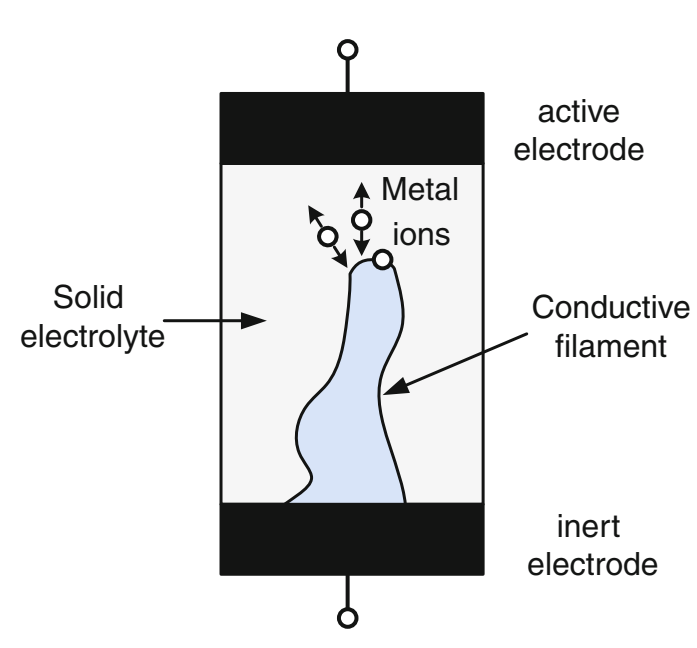 active
electrode
Metal
ions
Solid
electrolyte
Conductive
filament
inert
electrode